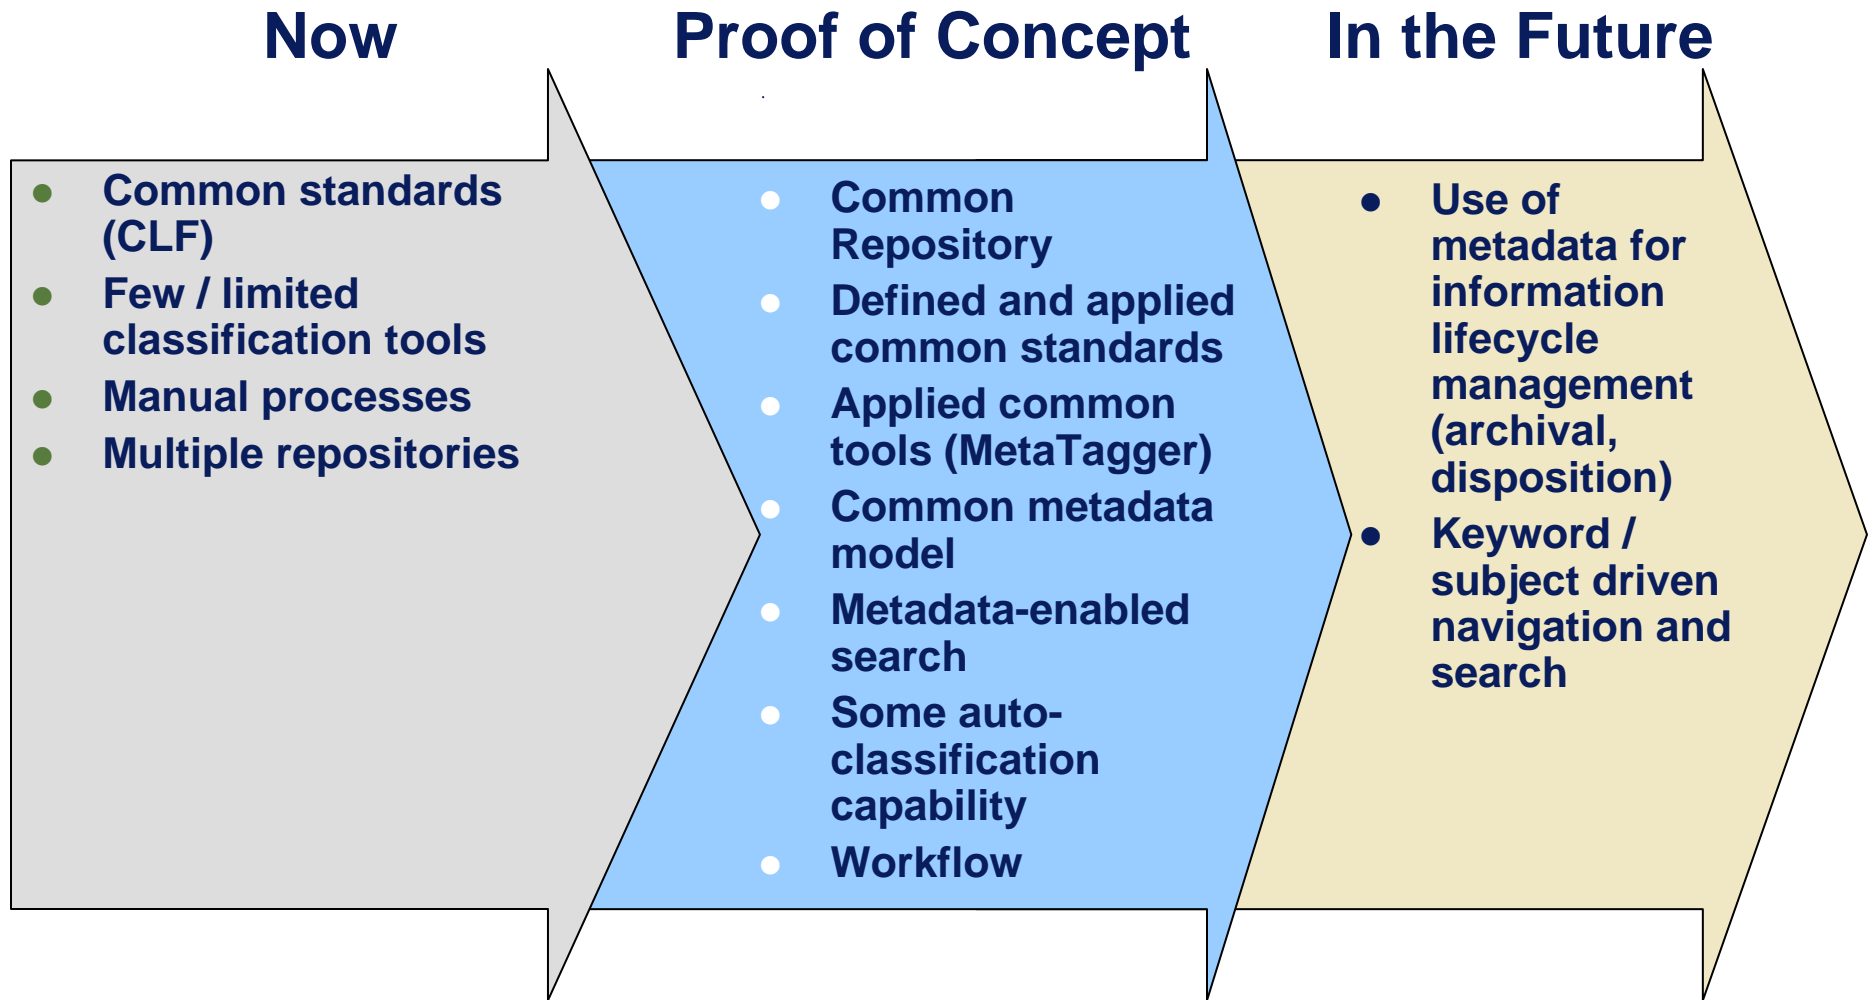 Now
Proof of Concept
In the Future
Common standards
(CLF)
Few / limited
classification tools
Manual processes
Multiple repositories
Common
Repository
Defined and applied
common standards
Applied common
tools (MetaTagger)
Common metadata
model
Metadata-enabled
search
Some auto-
classification
capability
Workflow
Use of
metadata for
information
lifecycle
management
(archival,
disposition)
Keyword /
subject driven
navigation and
search